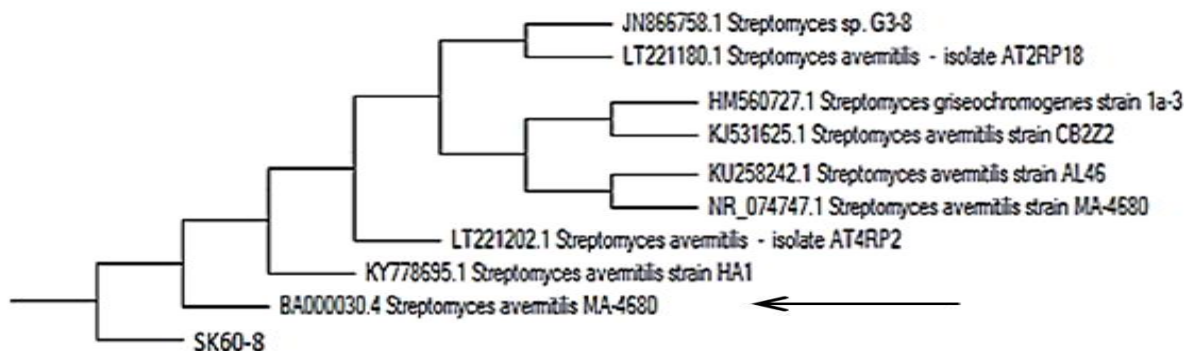 JN866758.1 Streptomyces sp. G3-8
LT221180.1 Streptomyces avermitilis - isolate AT2RP18
HM560727.1 Streptomyces griseochromogenes strain 1a-3
KJ531625.1 Streptomyces avermitilis strain CB2Z2
KU258242.1 Streptomyces avermitilis strain AL46
NR_074747.1 Streptomyces avermitilis strain MA-4680
LT221202.1 Streptomyces avermitilis - isolate AT4RP2
KY778695.1 Streptomyces avermitilis strain HA1
BA000030.4 Streptomyces avermitilis MA-4680
SK60-8